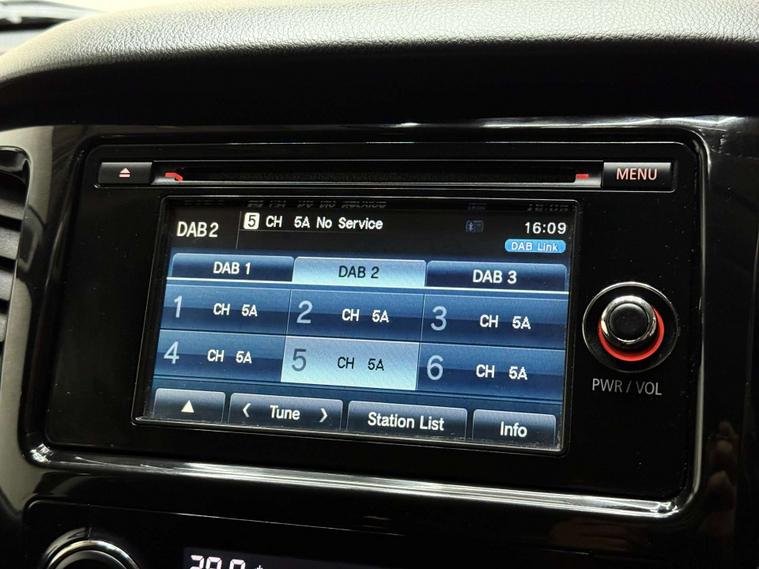 MENU
DAB2 5 CH 5A No Service 16:09
DAB Link
DAB 1 DAB 2 DAB 3
1 CH 5A 2 CH 5A 3 CH 5A
4 CH 5A 5 CH 5A 6 CH 5A
PWR / VOL
Tune Station List Info